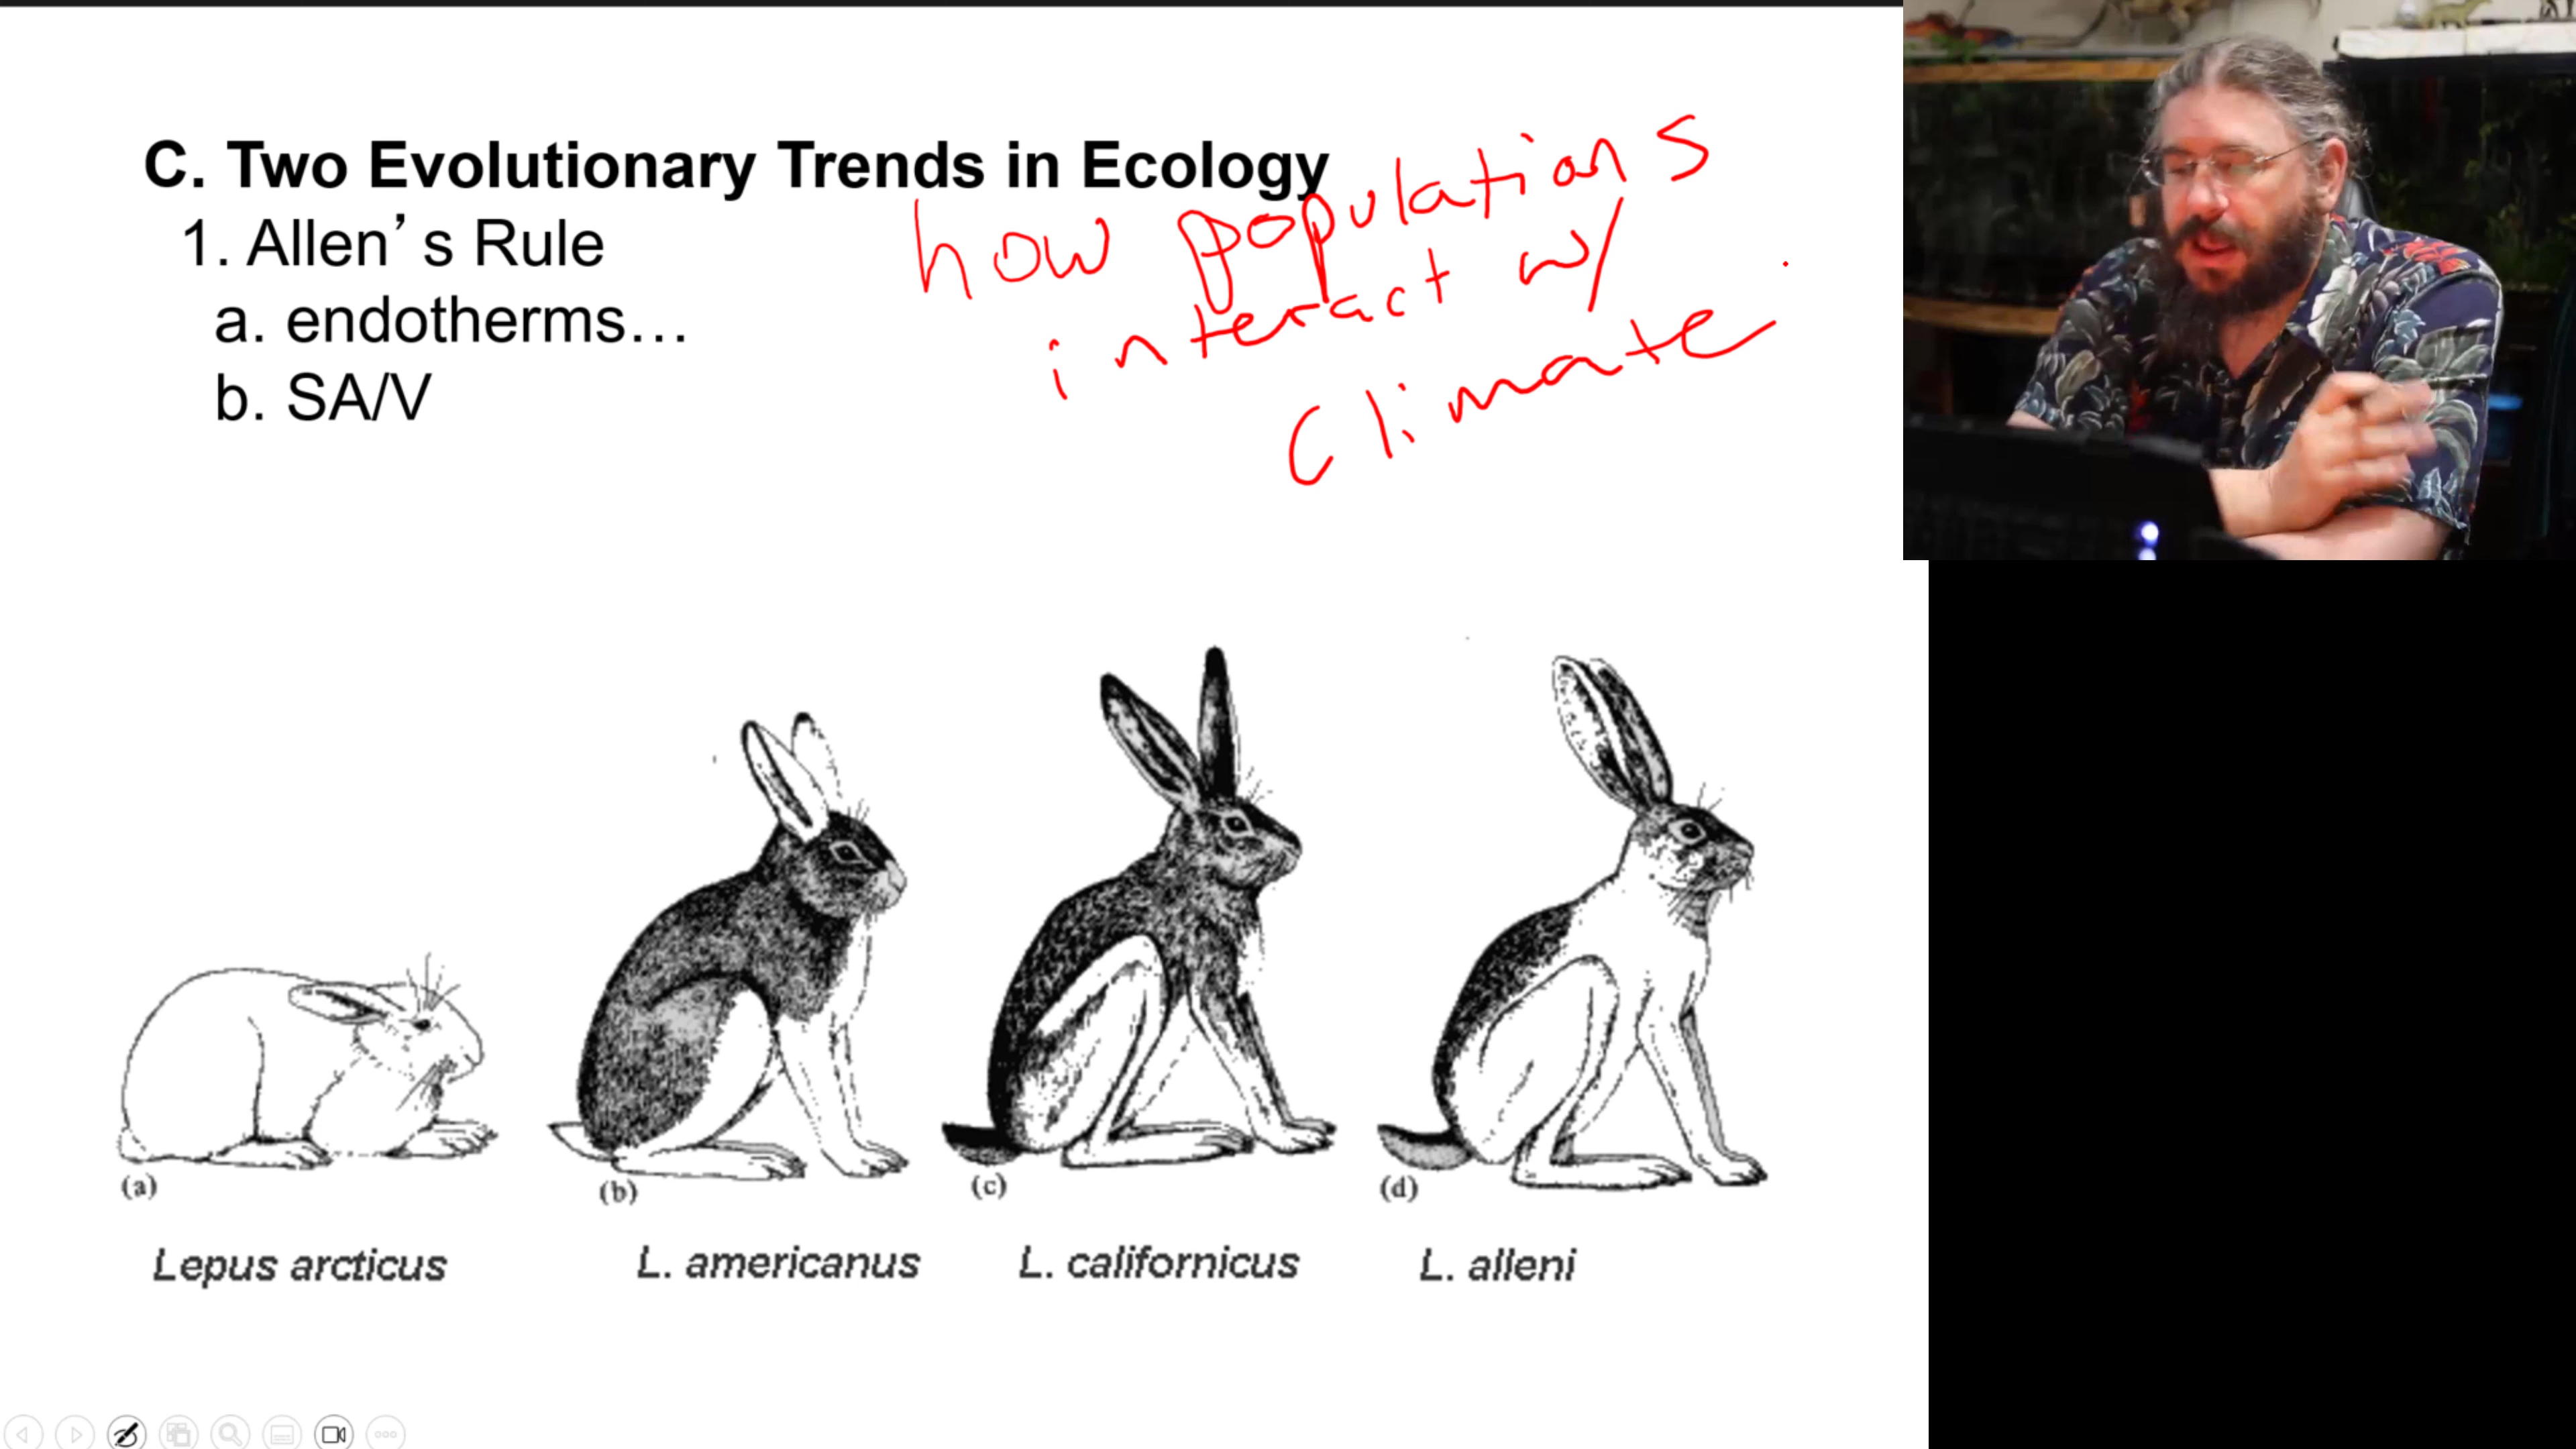 C. Two Evolutionary Trends in Ecology
1. Allen’s Rule
a. endotherms…
b. SA/V
how populations
interact w/
climate
(a)
(b)
(c)
(d)
Lepus arcticus
L. americanus
L. californicus
L. alleni